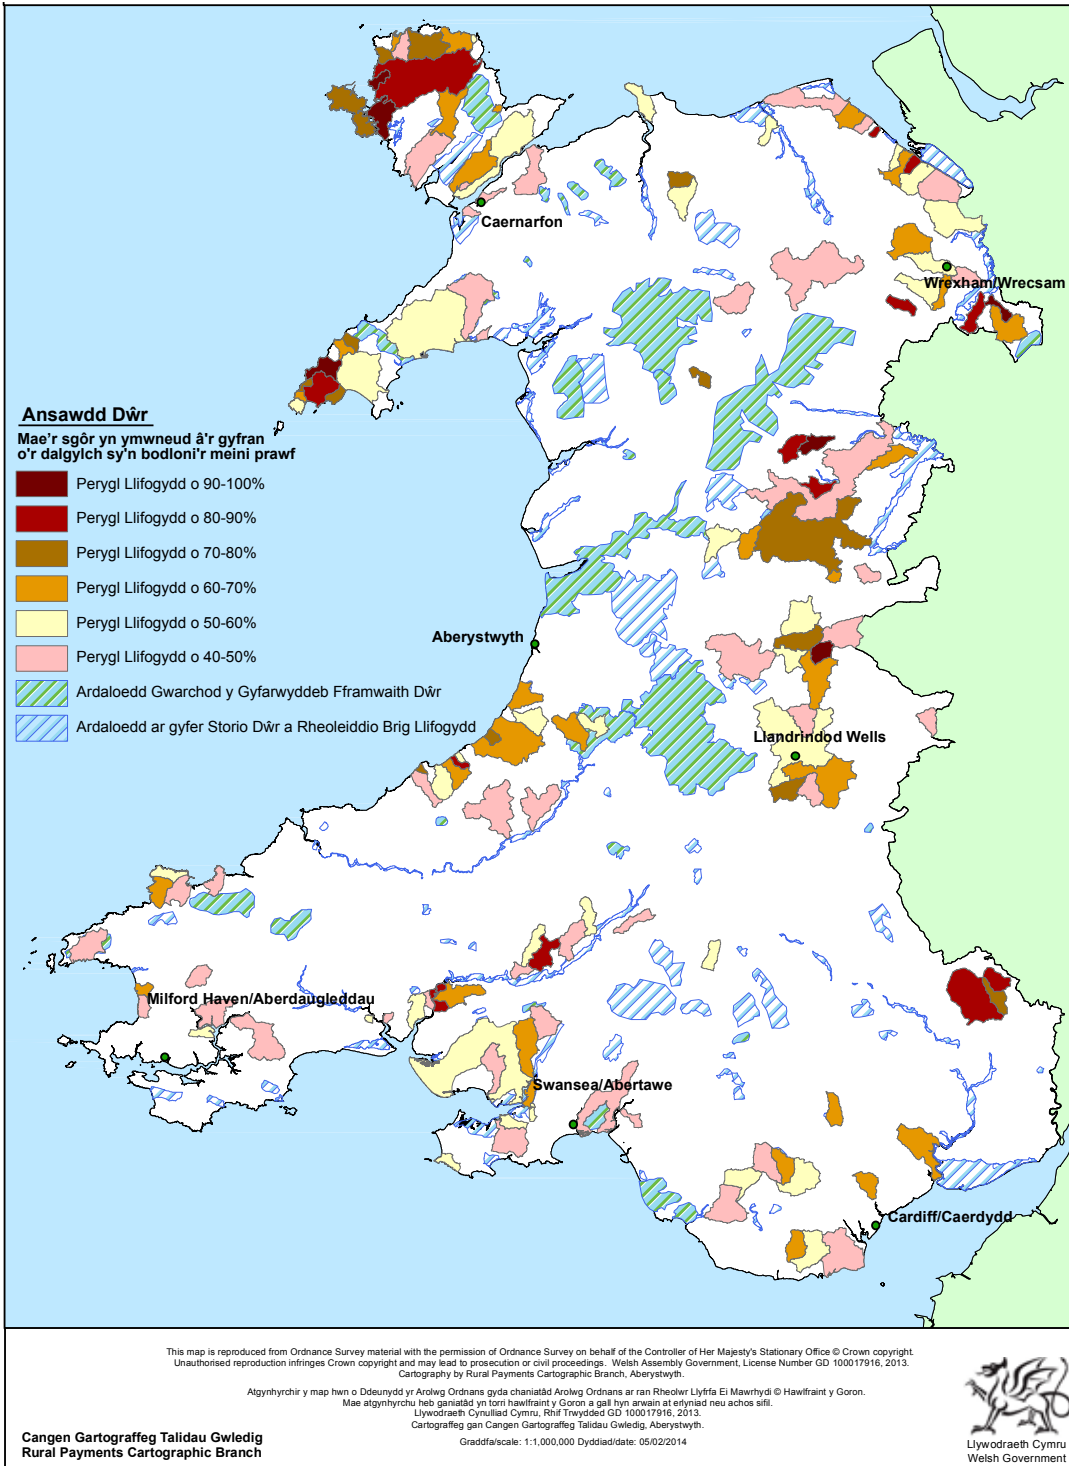 Caernarfon
Wrexham/Wrecsam
Ansawdd Dŵr
Mae'r sgôr yn ymwneud â'r gyfran
o'r dalgylch sy'n bodloni'r meini prawf
Perygl Llifogydd o 90-100%
Perygl Llifogydd o 80-90%
Perygl Llifogydd o 70-80%
Perygl Llifogydd o 60-70%
Perygl Llifogydd o 50-60%
Perygl Llifogydd o 40-50%
Ardaloedd Gwarchod y Gyfarwyddeb Fframwaith Dŵr
Ardaloedd ar gyfer Storio Dŵr a Rheoleiddio Brig Llifogydd
Aberystwyth
Llandrindod Wells
Milford Haven/Aberdaugleddau
Swansea/Abertawe
Cardiff/Caerdydd
This map is reproduced from Ordnance Survey material with the permission of Ordnance Survey on behalf of the Controller of Her Majesty's Stationary Office © Crown copyright.
Unauthorised reproduction infringes Crown copyright and may lead to prosecution or civil proceedings. Welsh Assembly Government, License Number GD 100017916, 2013.
Cartography by Rural Payments Cartographic Branch, Aberystwyth.
Atgynhyrchir y map hwn o Ddeunydd yr Arolwg Ordnans gyda chaniatâd Arolwg Ordnans ar ran Rheolwr Llyfrfa Ei Mawrhydi © Hawlfraint y Goron.
Mae atgynhyrchu heb ganiatâd yn torri hawlfraint y Goron a gall hyn arwain at erlyniad neu achos sifil.
Llywodraeth Cynulliad Cymru, Rhif Trwydded GD 100017916, 2013.
Cartograffeg gan Cangen Gartograffeg Talidau Gwledig, Aberystwyth.
Graddfa/scale: 1:1,000,000 Dyddiad/date: 05/02/2014
Cangen Gartograffeg Talidau Gwledig
Rural Payments Cartographic Branch
Llywodraeth Cymru
Welsh Government